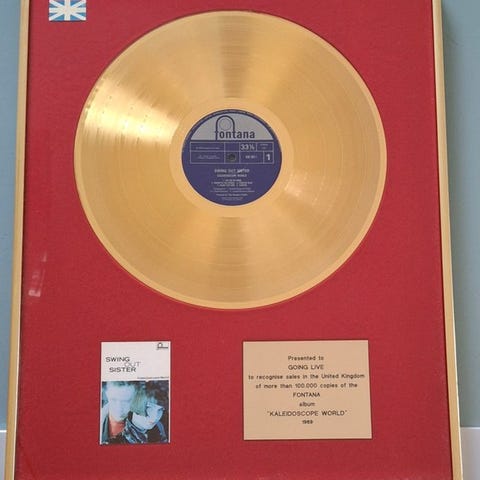 fontana
33⅓
1
SWING OUT SISTER
KALEIDOSCOPE WORLD
SWING
OUT
SISTER
Presented to
GOING LIVE
to recognise sales in the United Kingdom
of more than 100,000 copies of the
FONTANA
album
"KALEIDOSCOPE WORLD"
1989